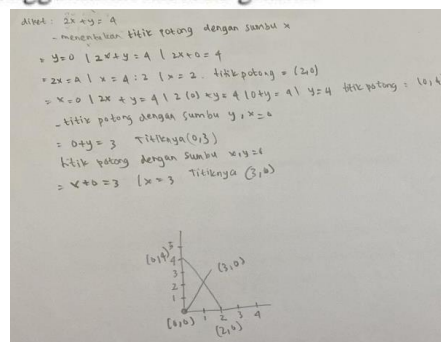 diket : 2x + y = 4
- menentukan titik potong dengan sumbu x
= y = 0 | 2x + y = 4 | 2x + 0 = 4
= 2x = 4 | x = 4 : 2 | x = 2 . titik potong = (2,0)
= x = 0 | 2x + y = 4 | 2(0) + y = 4 | 0 + y = 4 | y = 4 titik potong : (0,4
- titik potong dengan sumbu y, x = 0
= 0 + y = 3 Titiknya (0,3)
titik potong dengan sumbu x, y = 0
= x + 0 = 3 | x = 3 Titiknya (3,0)
5
(0,4) 4
3 (3,0)
2
1
(0,0) 1 2 3 4
(2,0)